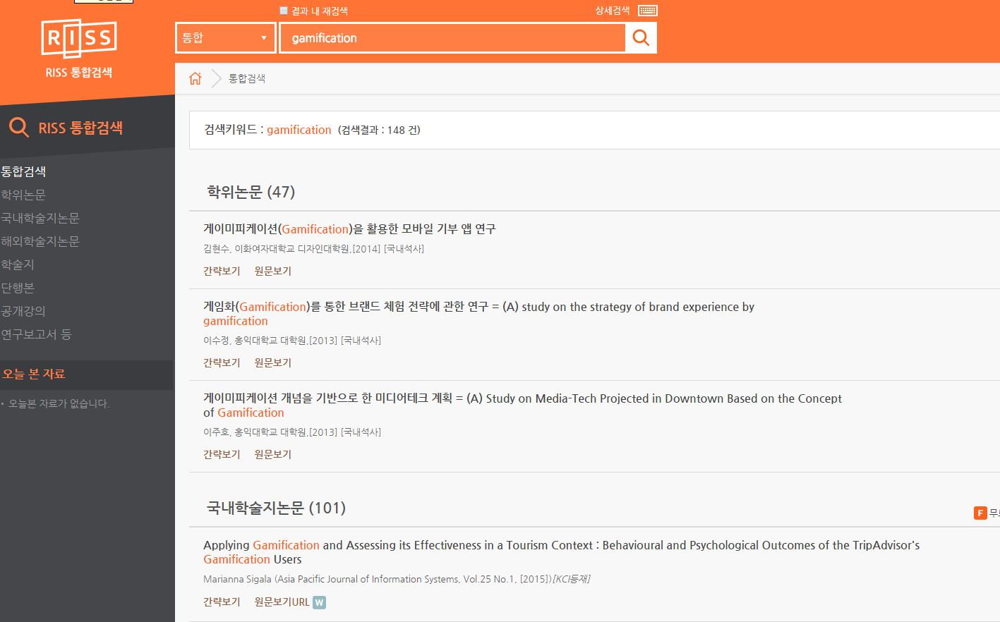 결과 내 재검색
상세검색
RISS
RISS 통합검색
통합
gamification
통합검색
RISS 통합검색
통합검색
학위논문
국내학술지논문
해외학술지논문
학술지
단행본
공개강의
연구보고서 등
오늘 본 자료
오늘본 자료가 없습니다.
검색키워드 : gamification (검색결과 : 148 건)
학위논문 (47)
게이미피케이션(Gamification)을 활용한 모바일 기부 앱 연구
김현수, 이화여자대학교 디자인대학원,[2014] [국내석사]
간략보기 원문보기
게임화(Gamification)를 통한 브랜드 체험 전략에 관한 연구 = (A) study on the strategy of brand experience by
gamification
이수정, 홍익대학교 대학원,[2013] [국내석사]
간략보기 원문보기
게이미피케이션 개념을 기반으로 한 미디어테크 계획 = (A) Study on Media-Tech Projected in Downtown Based on the Concept
of Gamification
이주호, 홍익대학교 대학원,[2013] [국내석사]
간략보기 원문보기
국내학술지논문 (101)
F
Applying Gamification and Assessing its Effectiveness in a Tourism Context : Behavioural and Psychological Outcomes of the TripAdvisor's
Gamification Users
Marianna Sigala (Asia Pacific Journal of Information Systems, Vol.25 No.1, [2015])[KCI등재]
간략보기 원문보기URL W